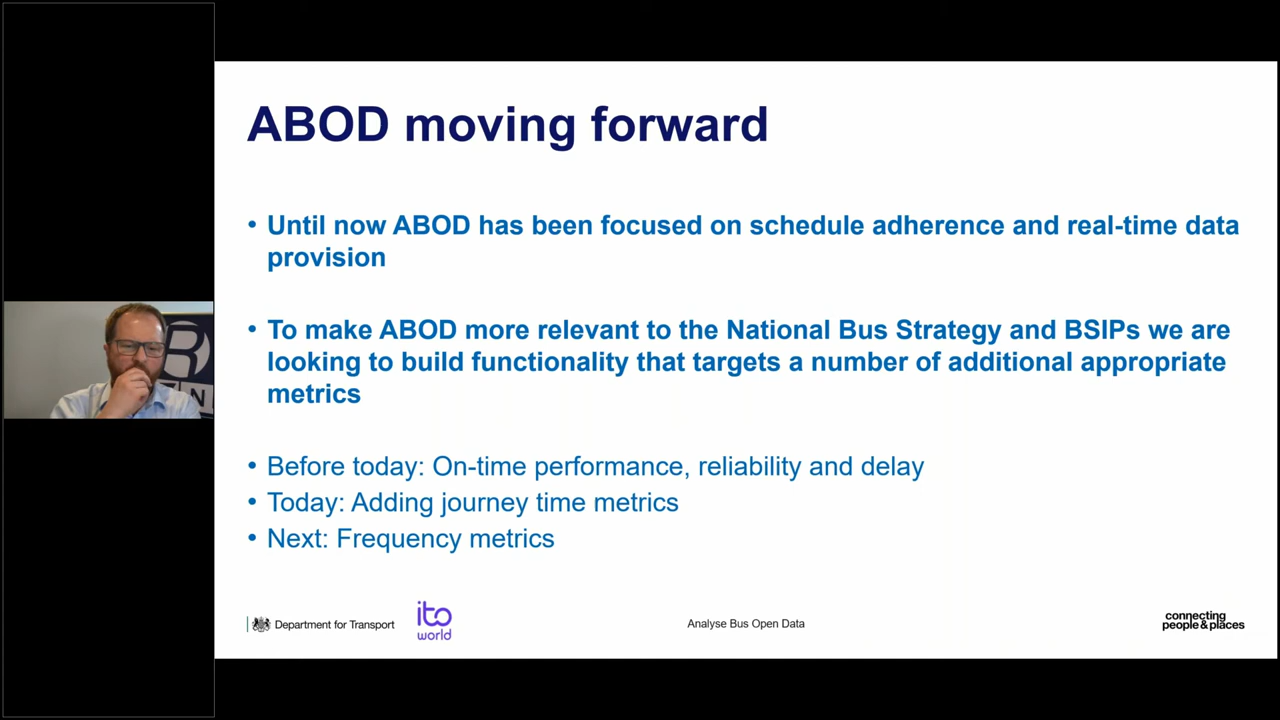 ABOD moving forward
• Until now ABOD has been focused on schedule adherence and real-time data
provision
• To make ABOD more relevant to the National Bus Strategy and BSIPs we are
looking to build functionality that targets a number of additional appropriate
metrics
• Before today: On-time performance, reliability and delay
• Today: Adding journey time metrics
• Next: Frequency metrics
R
N
Department for Transport
ito
world
Analyse Bus Open Data
connecting
people & places